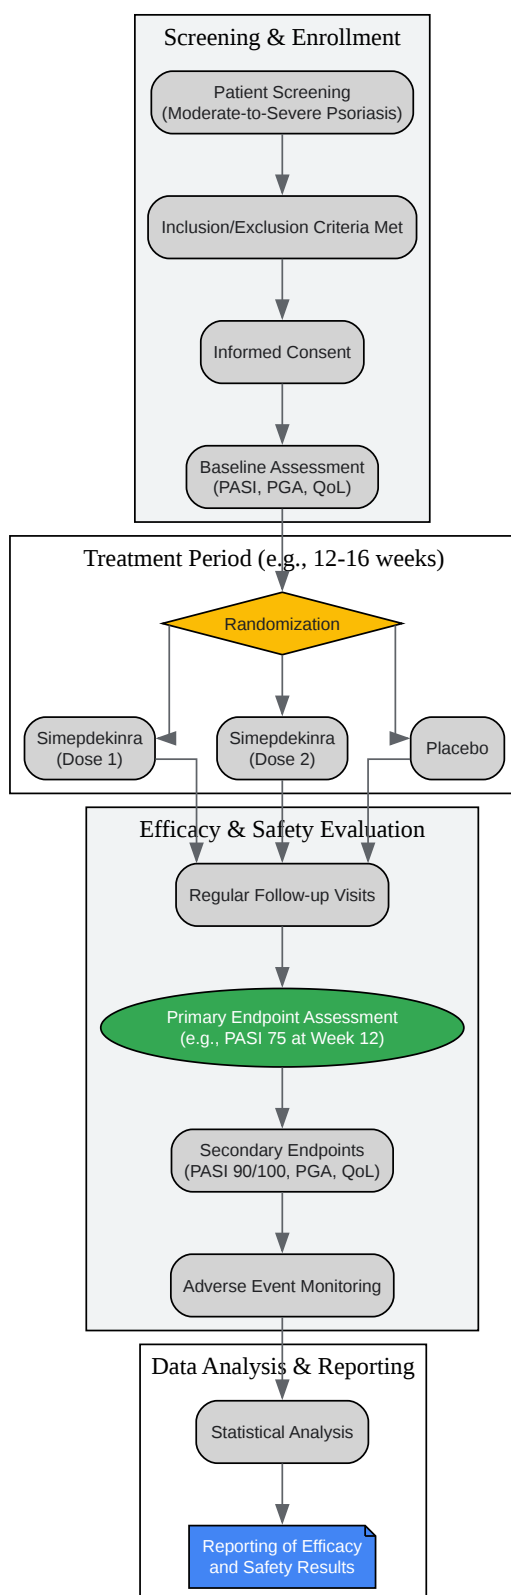 Screening & Enrollment
Patient Screening
(Moderate-to-Severe Psoriasis)
Inclusion/Exclusion Criteria Met
Informed Consent
Baseline Assessment
(PASI, PGA, QoL)
Treatment Period (e.g., 12-16 weeks)
Randomization
Simepdekinra
(Dose 1)
Simepdekinra
(Dose 2)
Placebo
Efficacy & Safety Evaluation
Regular Follow-up Visits
Primary Endpoint Assessment
(e.g., PASI 75 at Week 12)
Secondary Endpoints
(PASI 90/100, PGA, QoL)
Adverse Event Monitoring
Data Analysis & Reporting
Statistical Analysis
Reporting of Efficacy
and Safety Results